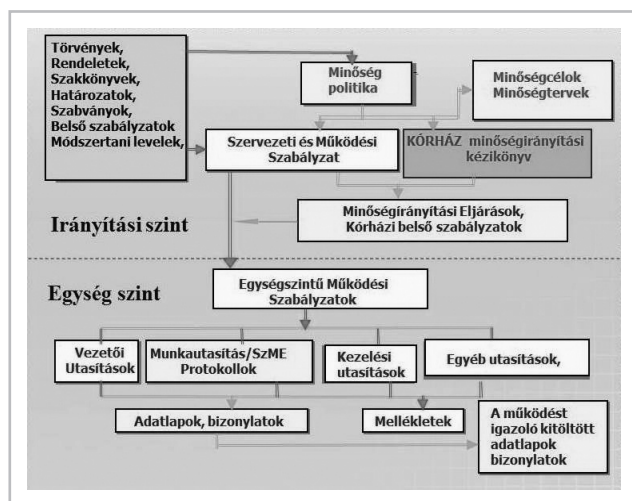 Törvények,
Rendeletek,
Szakkönyvek,
Határozatok,
Szabványok,
Belső szabályzatok
Módszertani levelek,
Minőség
politika
Minőségcélok
Minőségtervek
Szervezeti és Működési
Szabályzat
KÓRHÁZ minőségirányítási
kézikönyv
Minőségírányítási Eljárások,
Kórházi belső szabályzatok
Irányítási szint
Egység szint
Egységszintű Működési
Szabályzatok
Vezetői
Utasítások
Munkautasítás/SzME
Protokollok
Kezelési
utasítások
Egyéb utasítások,
Adatlapok, bizonylatok
Mellékletek
A működést
igazoló kitöltött
adatlapok
bizonylatok